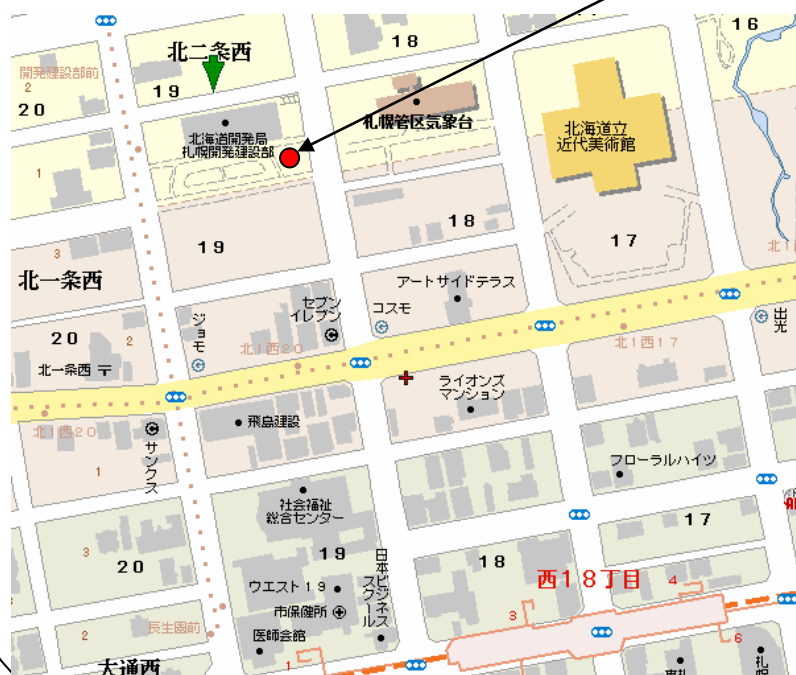 16
18
北二条西
開発建設部前
2
19
20
札幌管区気象台
北海道開発局
札幌開発建設部
北海道立
近代美術館
1
18
19
17
3
北一条西
アートサイドテラス
セブン
イレブン
コスモ
ジョモ
出光
20
2
北1西20
北1西17
北一条西 〒
ライオンズ
マンション
飛島建設
北1西20
サンクス
フローラルハイツ
1
社会福祉
総合センター
17
19
18
3
20
日本ビジネス
スクール
西18丁目
4
ウエスト19
市保健所
3
2
長生園前
医師会館
1
6
大通西